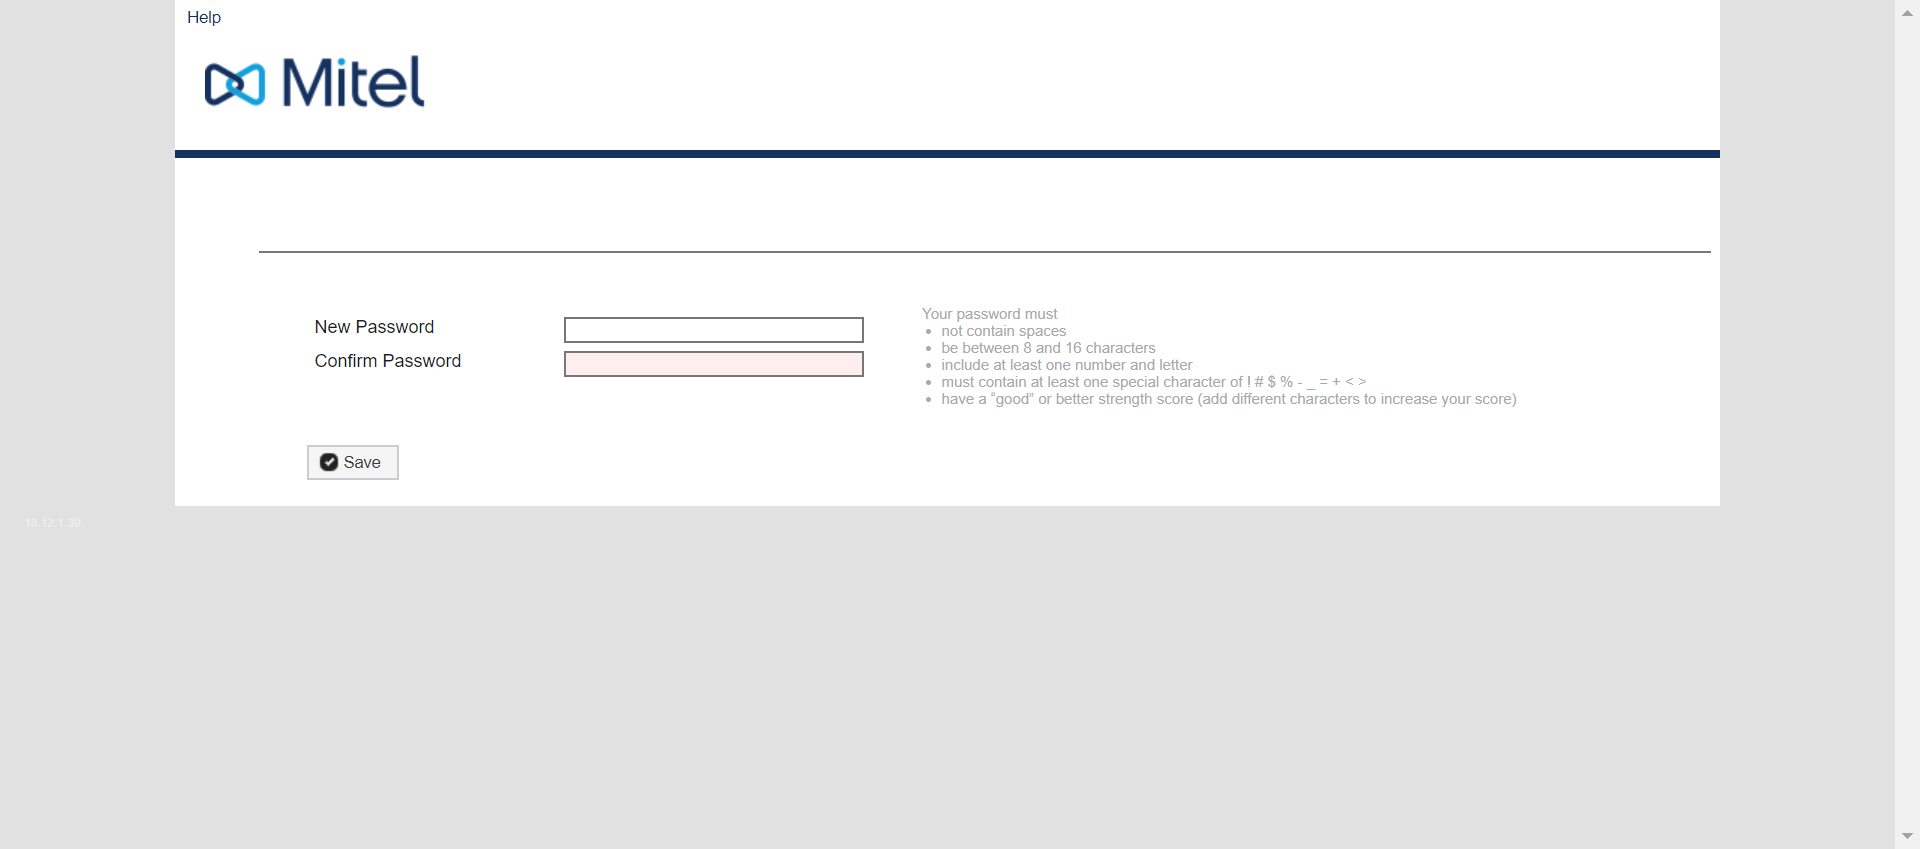 Help
Mitel
New Password
Confirm Password
Your password must
• not contain spaces
• be between 8 and 16 characters
• include at least one number and letter
• must contain at least one special character of ! # $ % - _ = + < >
• have a “good” or better strength score (add different characters to increase your score)
Save
18.12.1.39